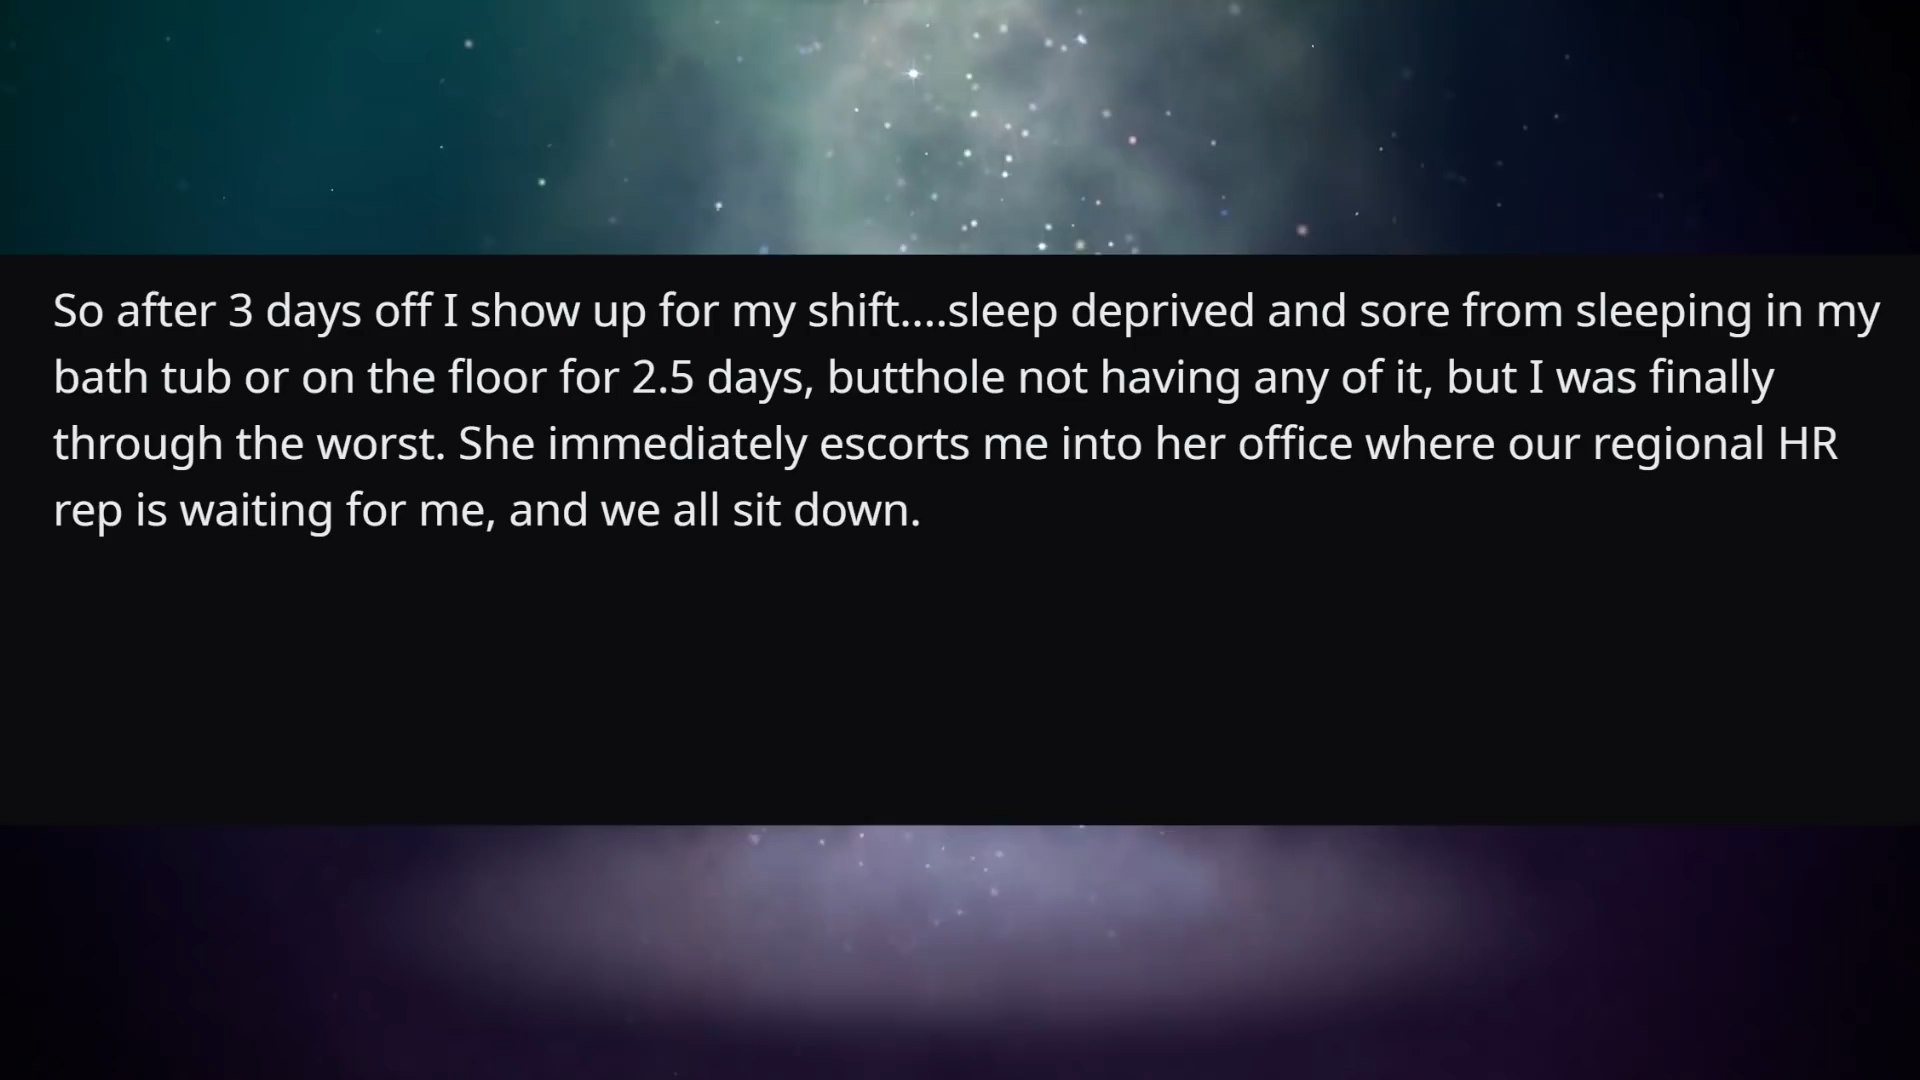 So after 3 days off I show up for my shift....sleep deprived and sore from sleeping in my
bath tub or on the floor for 2.5 days, butthole not having any of it, but I was finally
through the worst. She immediately escorts me into her office where our regional HR
rep is waiting for me, and we all sit down.